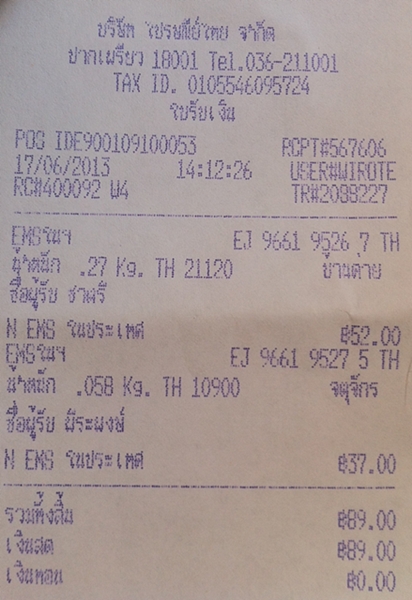 บริษัท ไปรษณีย์ไทย จำกัด
ปากเพรียว 18001 Tel.036-211001
TAX ID. 0105546095724
ใบรับเงิน
POS IDE900109100053 RCPT#567606
17/06/2013 14:12:26 USER#WIROTE
RC#400092 W4 TR#2088227
EMSในฯ EJ 9661 9526 7 TH
น้ำหนัก .27 Kg. TH 21120 บ้านค่าย
ชื่อผู้รับ ชาตรี
N EMS ในประเทศ ฿52.00
EMSในฯ EJ 9661 9527 5 TH
น้ำหนัก .058 Kg. TH 10900 จตุจักร
ชื่อผู้รับ พีระพงษ์
N EMS ในประเทศ ฿37.00
รวมทั้งสิ้น ฿89.00
เงินสด ฿89.00
เงินทอน ฿0.00